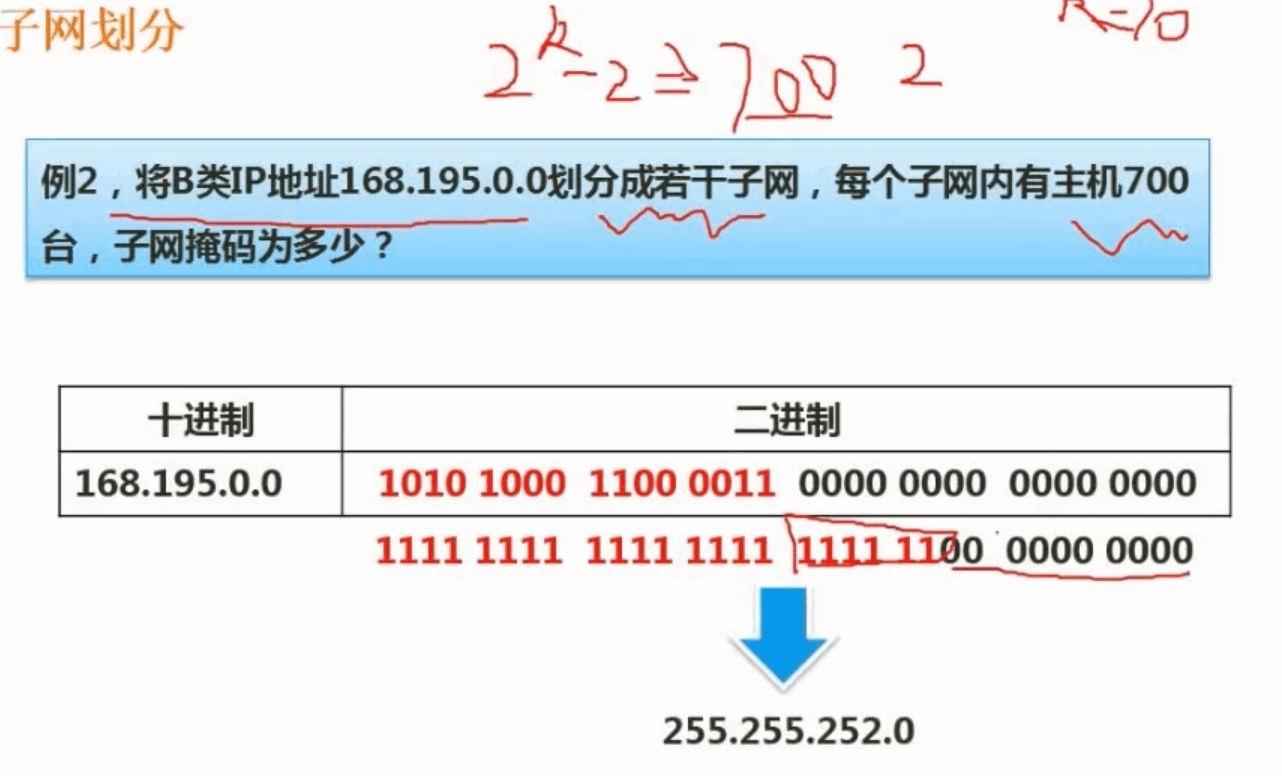 子网划分
k=10
2^k-2≥700 2
例2，将B类IP地址168.195.0.0划分成若干子网，每个子网内有主机700
台，子网掩码为多少？
十进制 二进制
168.195.0.0 1010 1000 1100 0011 0000 0000 0000 0000
1111 1111 1111 1111 1111 1100 0000 0000
255.255.252.0